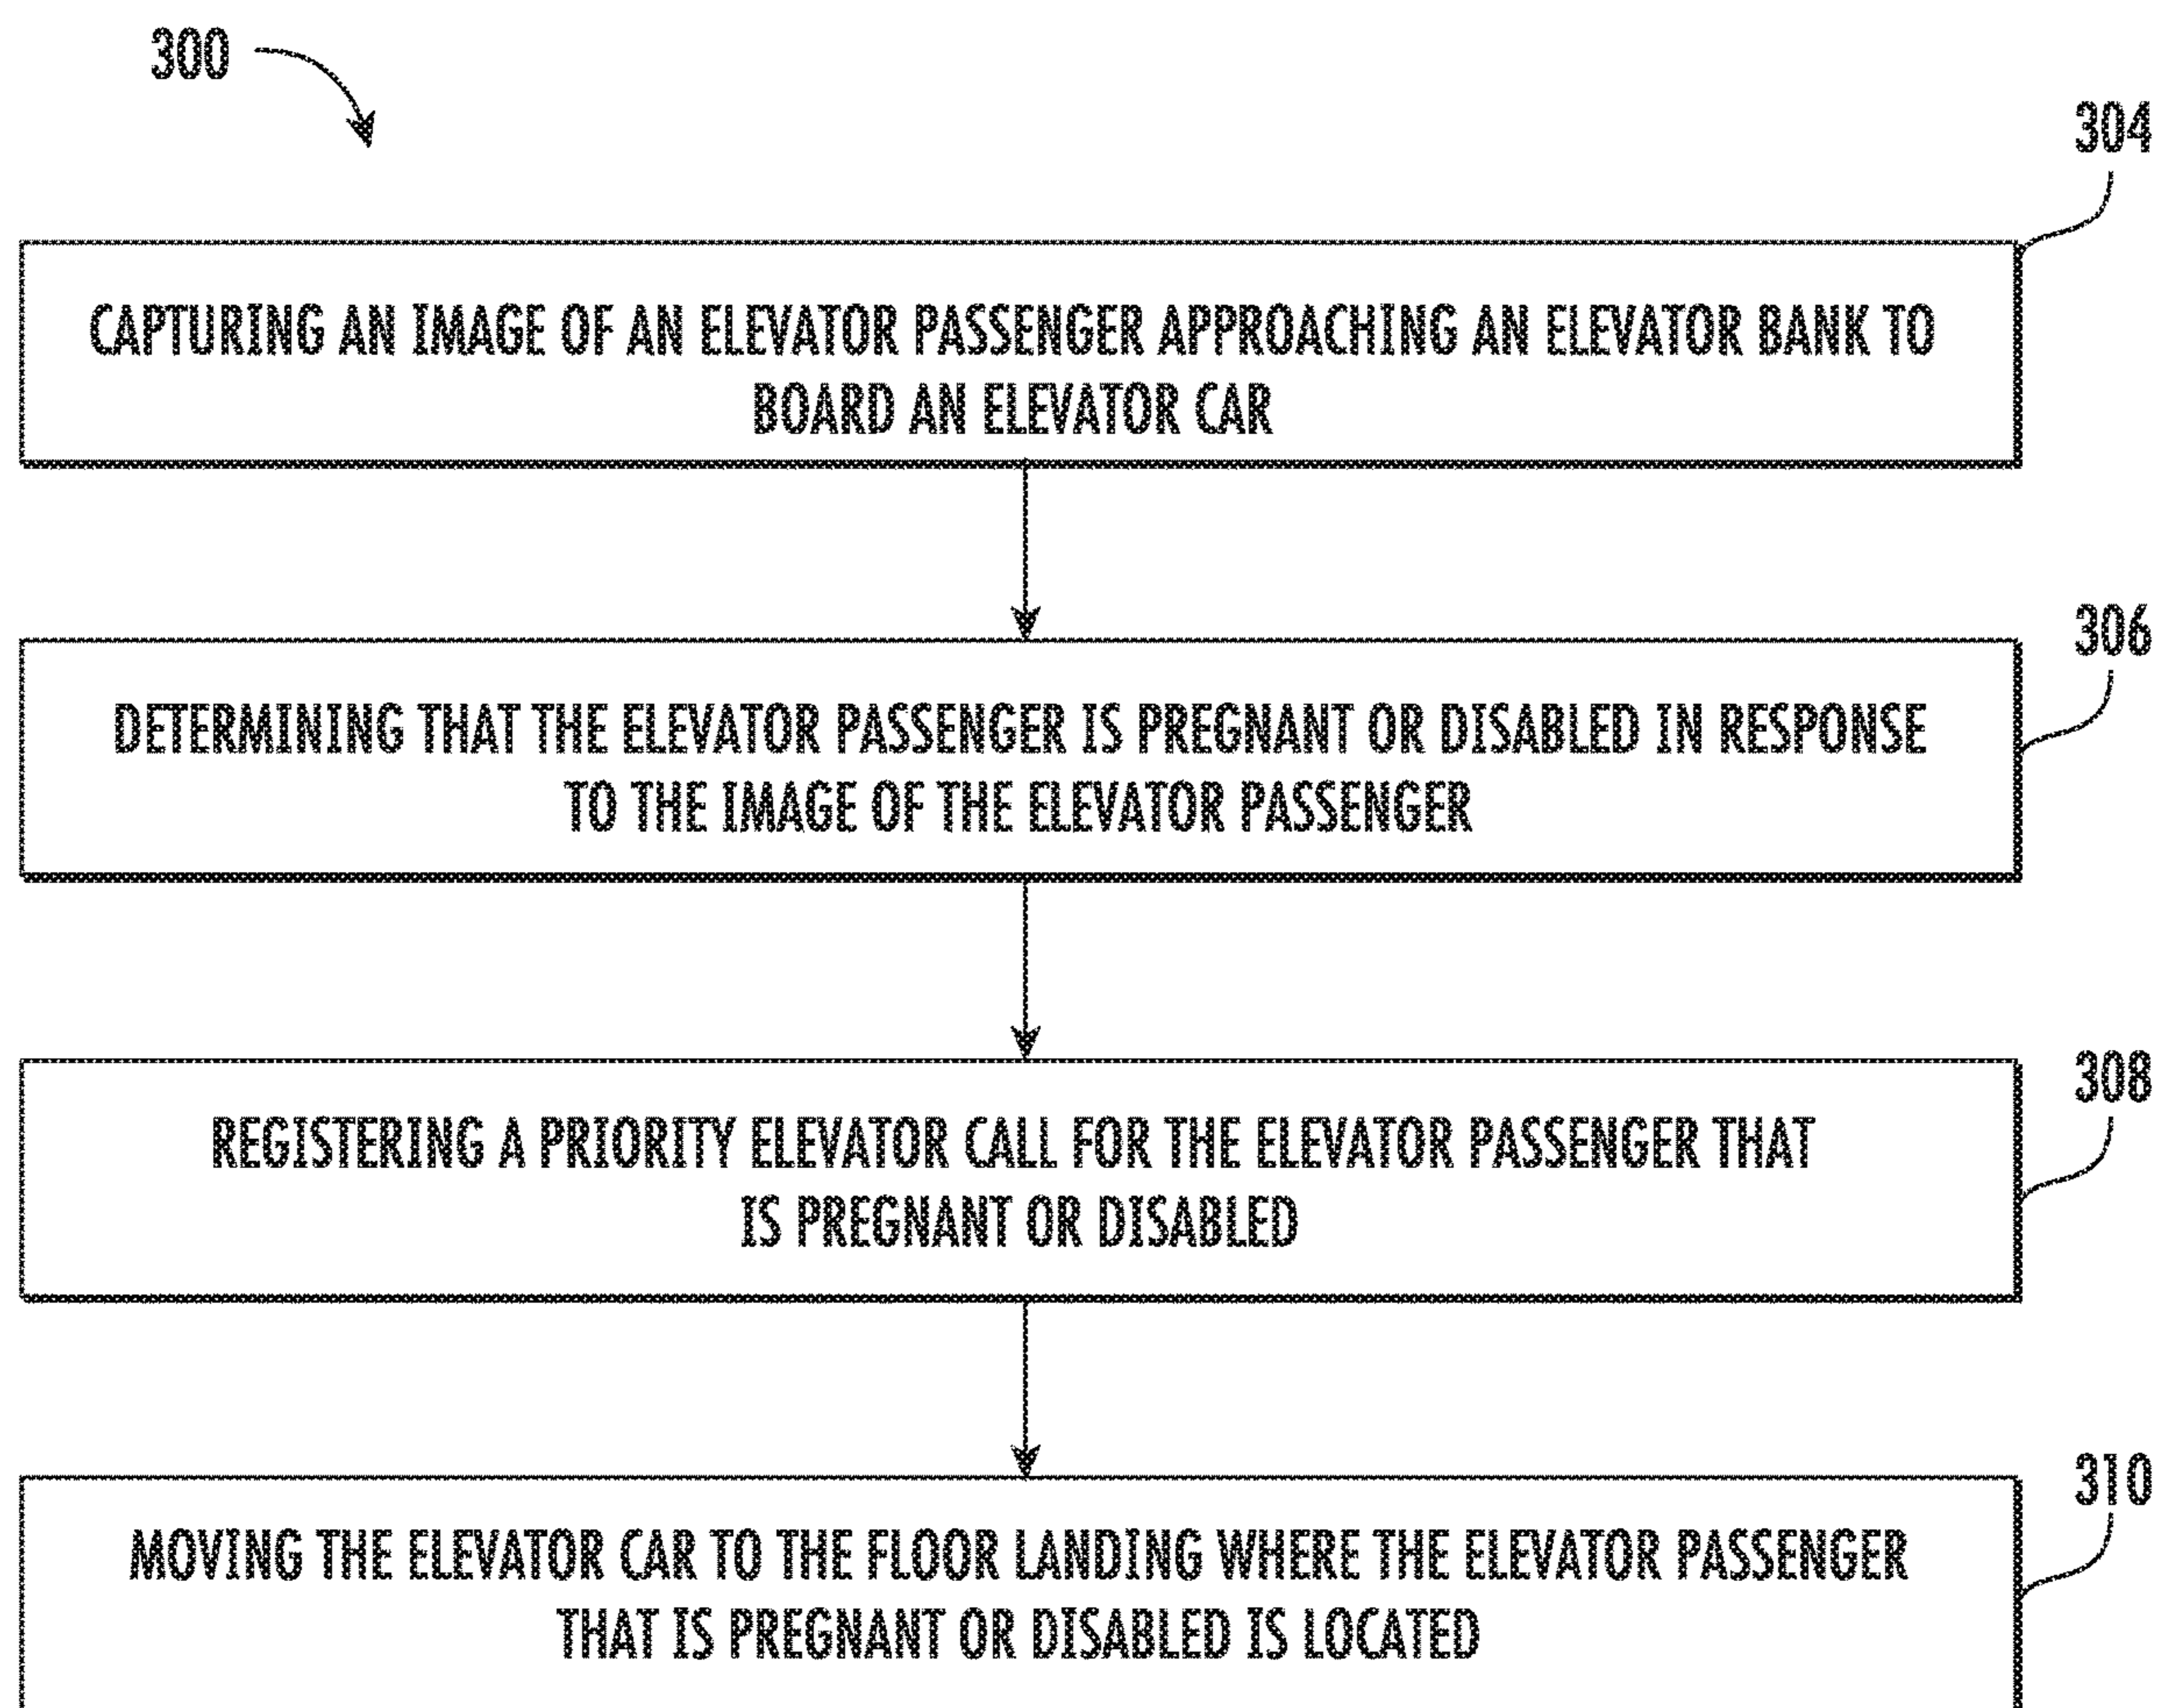 300
304
CAPTURING AN IMAGE OF AN ELEVATOR PASSENGER APPROACHING AN ELEVATOR BANK TO
BOARD AN ELEVATOR CAR
306
DETERMINING THAT THE ELEVATOR PASSENGER IS PREGNANT OR DISABLED IN RESPONSE
TO THE IMAGE OF THE ELEVATOR PASSENGER
308
REGISTERING A PRIORITY ELEVATOR CALL FOR THE ELEVATOR PASSENGER THAT
IS PREGNANT OR DISABLED
310
MOVING THE ELEVATOR CAR TO THE FLOOR LANDING WHERE THE ELEVATOR PASSENGER
THAT IS PREGNANT OR DISABLED IS LOCATED